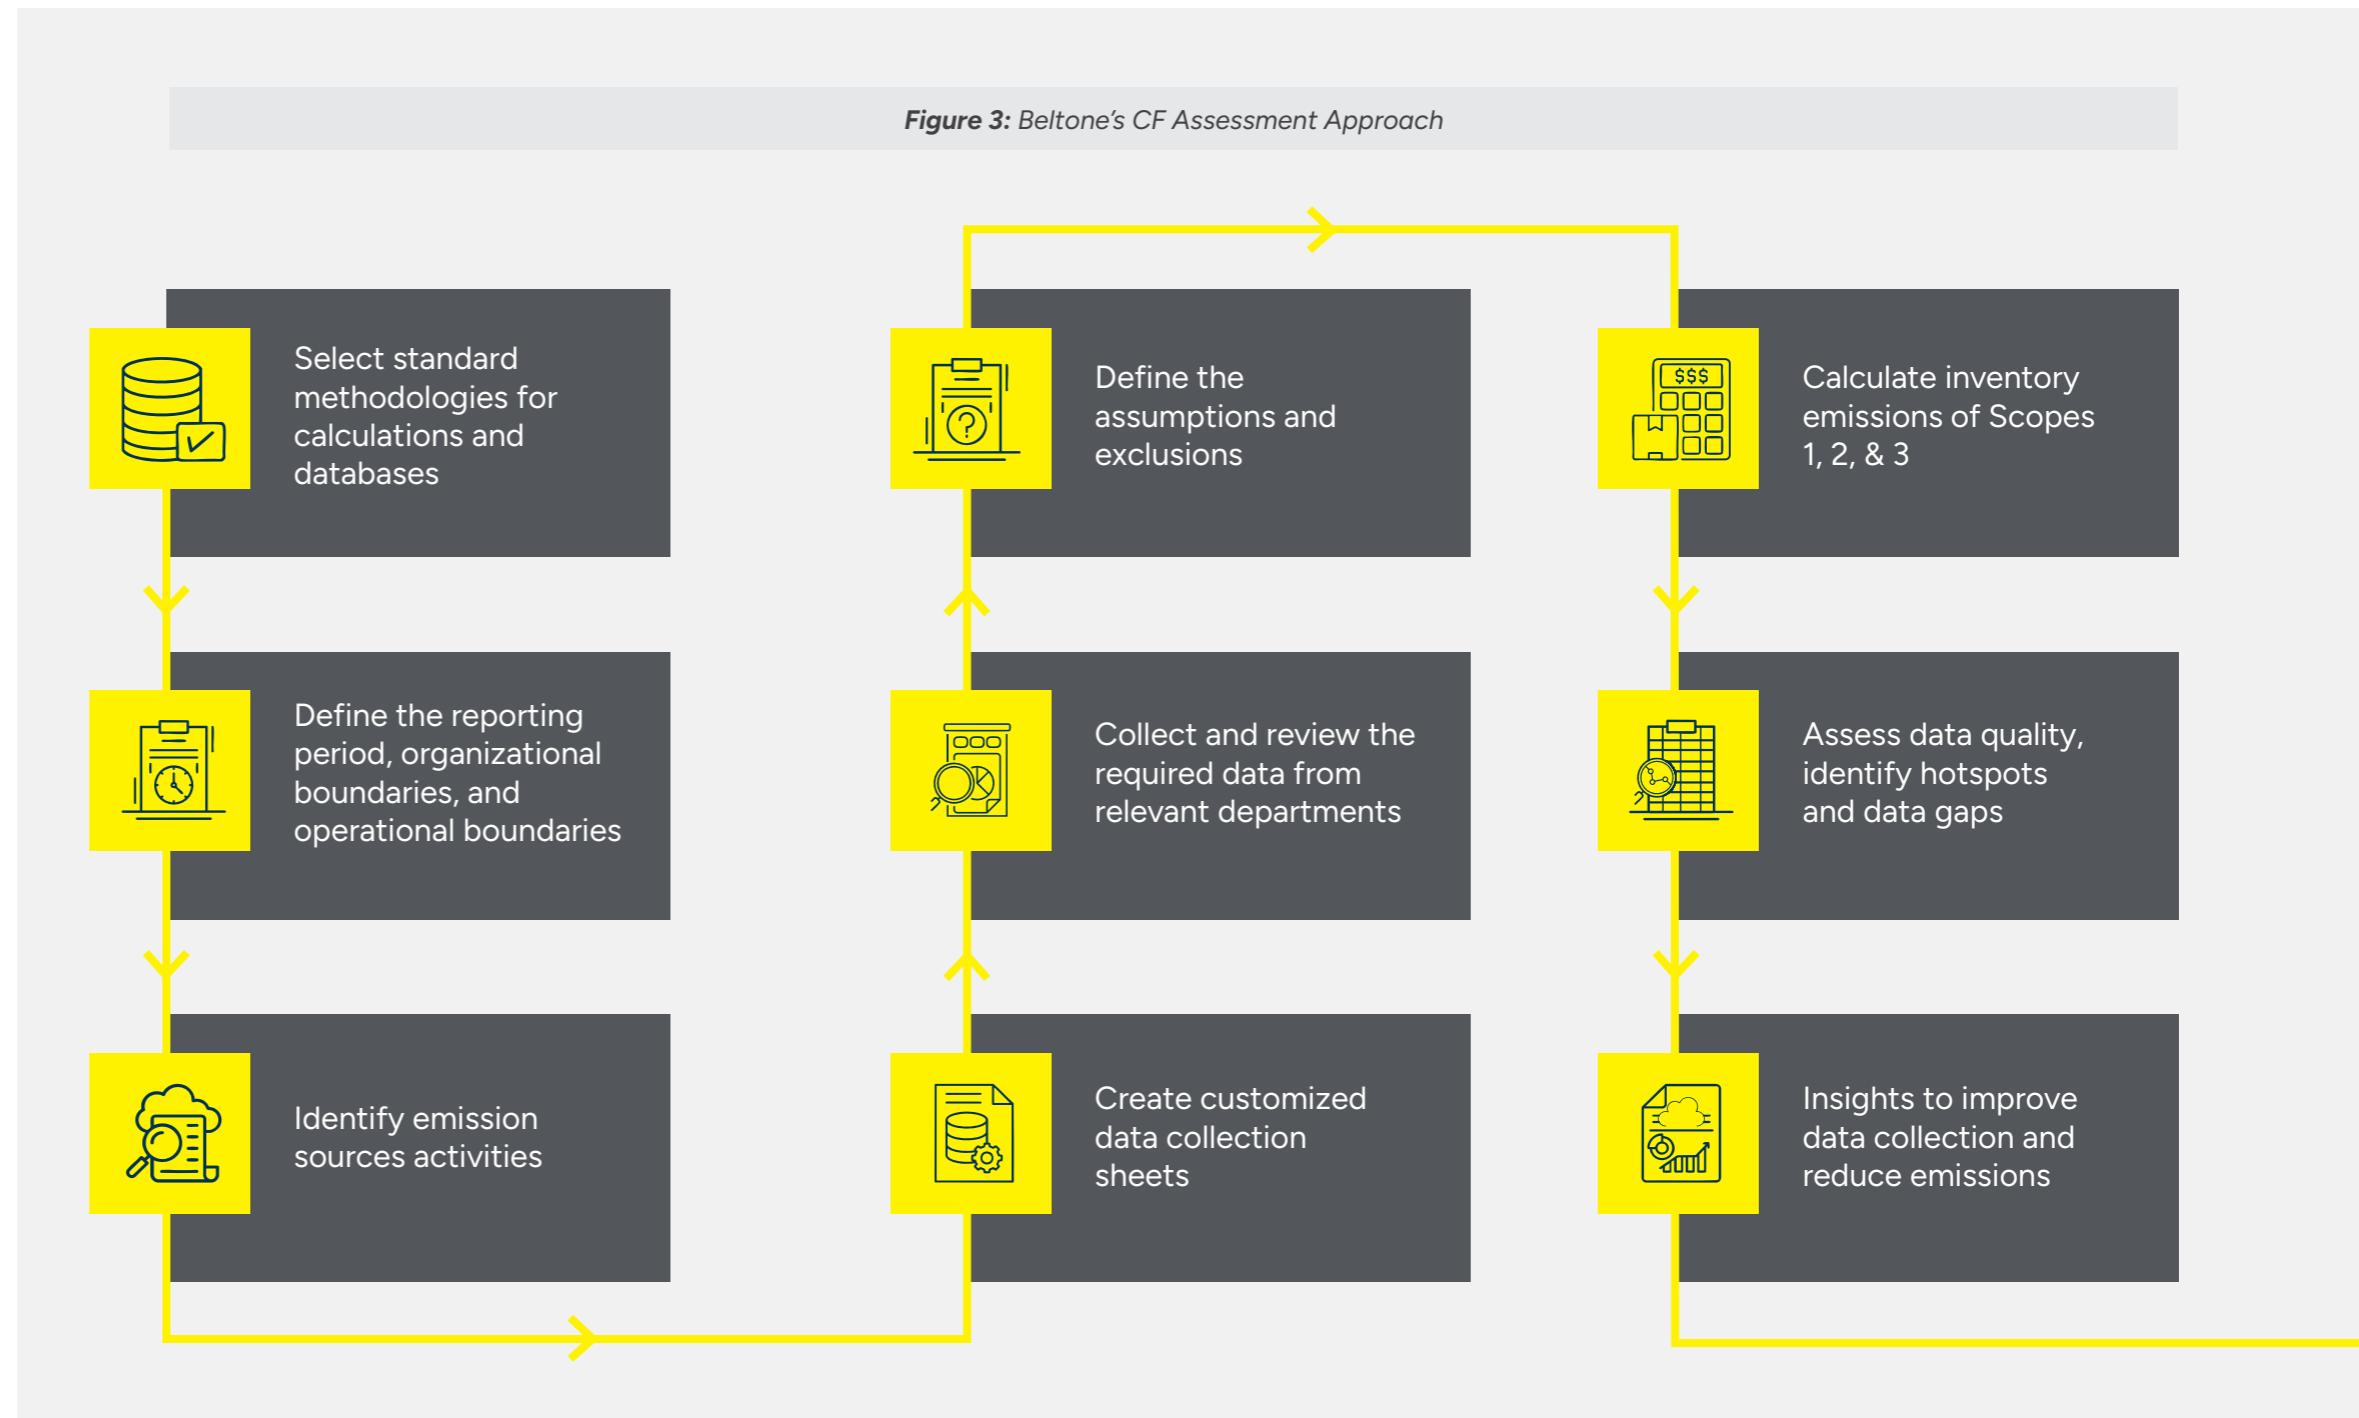 Figure 3: Beltone’s CF Assessment Approach
Select standard
methodologies for
calculations and
databases
Define the reporting
period, organizational
boundaries, and
operational boundaries
Identify emission
sources activities
Create customized
data collection
sheets
Collect and review the
required data from
relevant departments
Define the
assumptions and
exclusions
$$$
Calculate inventory
emissions of Scopes
1, 2, & 3
Assess data quality,
identify hotspots
and data gaps
Insights to improve
data collection and
reduce emissions